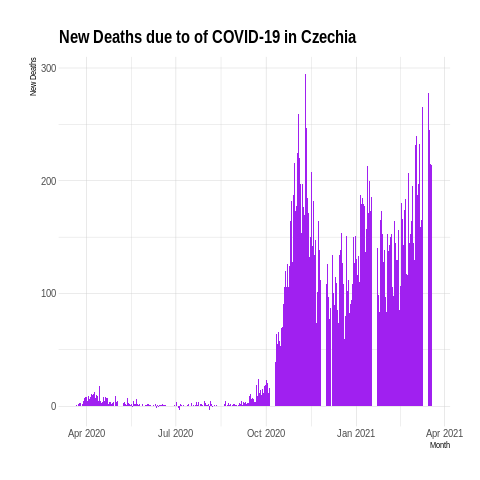 New Deaths due to of COVID-19 in Czechia
New Deaths
300
200
100
0
Apr 2020 Jul 2020 Oct 2020 Jan 2021 Apr 2021
Month